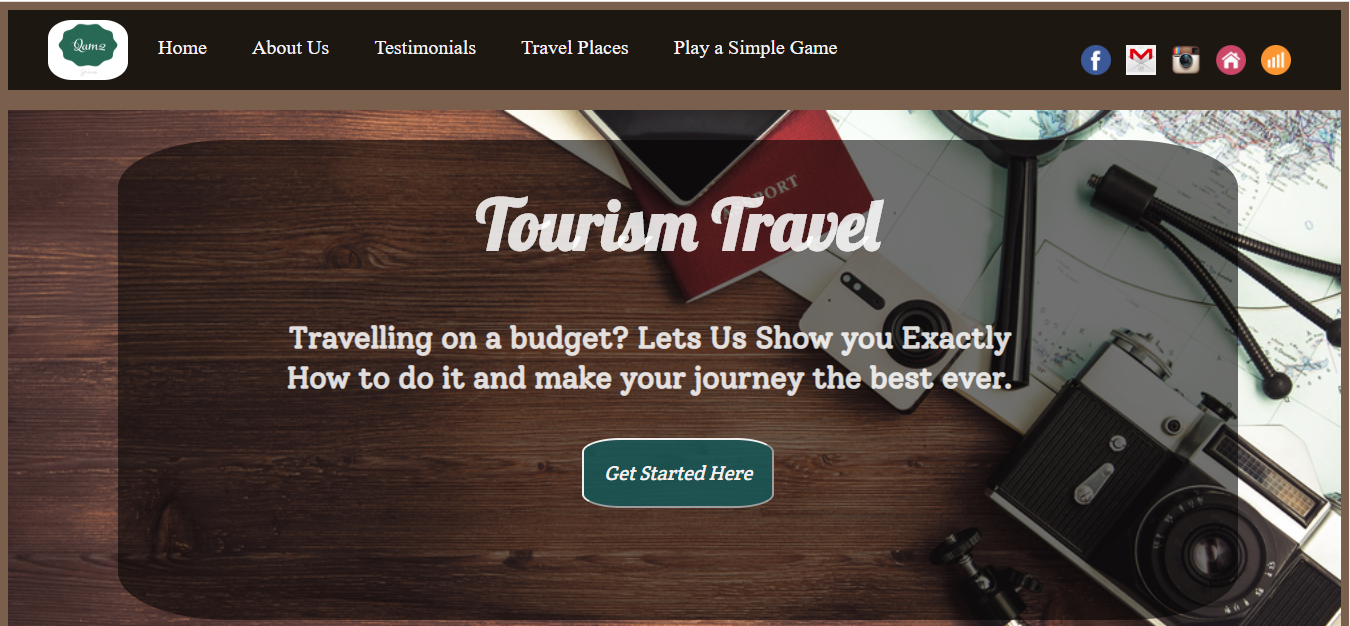 Qum2
Home About Us Testimonials Travel Places Play a Simple Game
PORT
Tourism Travel
Travelling on a budget? Lets Us Show you Exactly
How to do it and make your journey the best ever.
Get Started Here